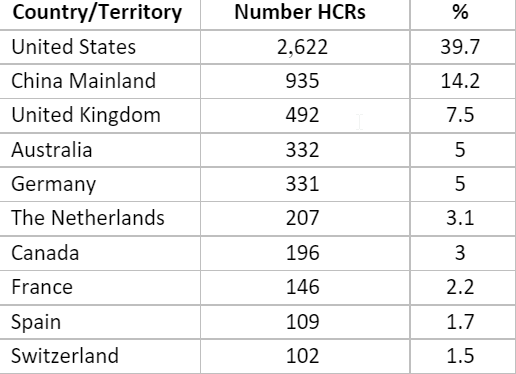 Country/Territory Number HCRs %
United States 2,622 39.7
China Mainland 935 14.2
United Kingdom 492 7.5
Australia 332 5
Germany 331 5
The Netherlands 207 3.1
Canada 196 3
France 146 2.2
Spain 109 1.7
Switzerland 102 1.5